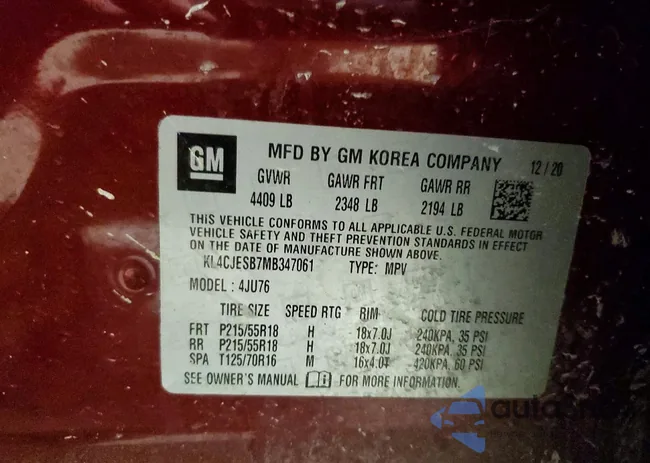 GM MFD BY GM KOREA COMPANY 12/20
GVWR GAWR FRT GAWR RR
4409 LB 2348 LB 2194 LB
THIS VEHICLE CONFORMS TO ALL APPLICABLE U.S. FEDERAL MOTOR
VEHICLE SAFETY AND THEFT PREVENTION STANDARDS IN EFFECT
ON THE DATE OF MANUFACTURE SHOWN ABOVE.
KL4CJESB7MB347061 TYPE: MPV
MODEL : 4JU76
TIRE SIZE SPEED RTG RIM COLD TIRE PRESSURE
FRT P215/55R18 H 18x7.0J 240KPA, 35 PSI
RR P215/55R18 H 18x7.0J 240KPA, 35 PSI
SPA T125/70R16 M 16x4.0T 420KPA, 60 PSI
SEE OWNER'S MANUAL FOR MORE INFORMATION.